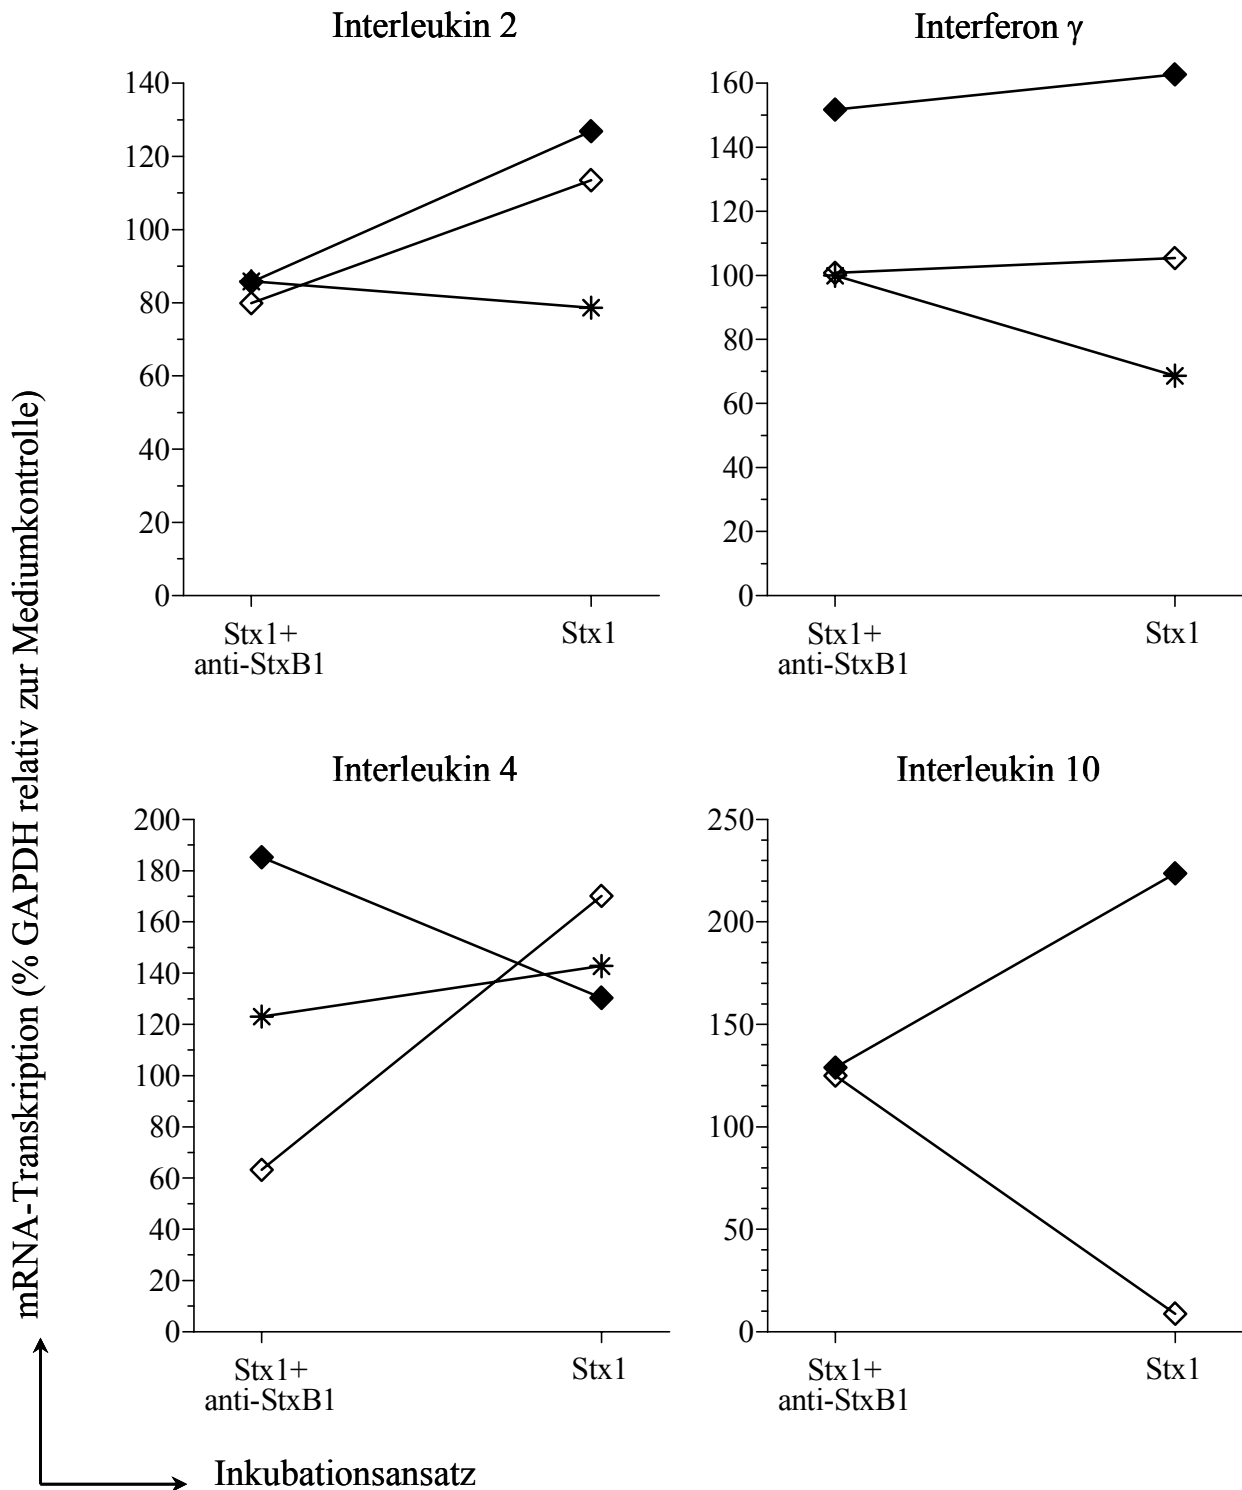 Interleukin 2
140
120
100
80
60
40
20
0
Stx1+
anti-StxB1
Stx1
Interferon γ
160
140
120
100
80
60
40
20
0
Stx1+
anti-StxB1
Stx1
Interleukin 4
200
180
160
140
120
100
80
60
40
20
0
Stx1+
anti-StxB1
Stx1
Interleukin 10
250
200
150
100
50
0
Stx1+
anti-StxB1
Stx1
mRNA-Transkription (% GAPDH relativ zur Mediumkontrolle)
Inkubationsansatz